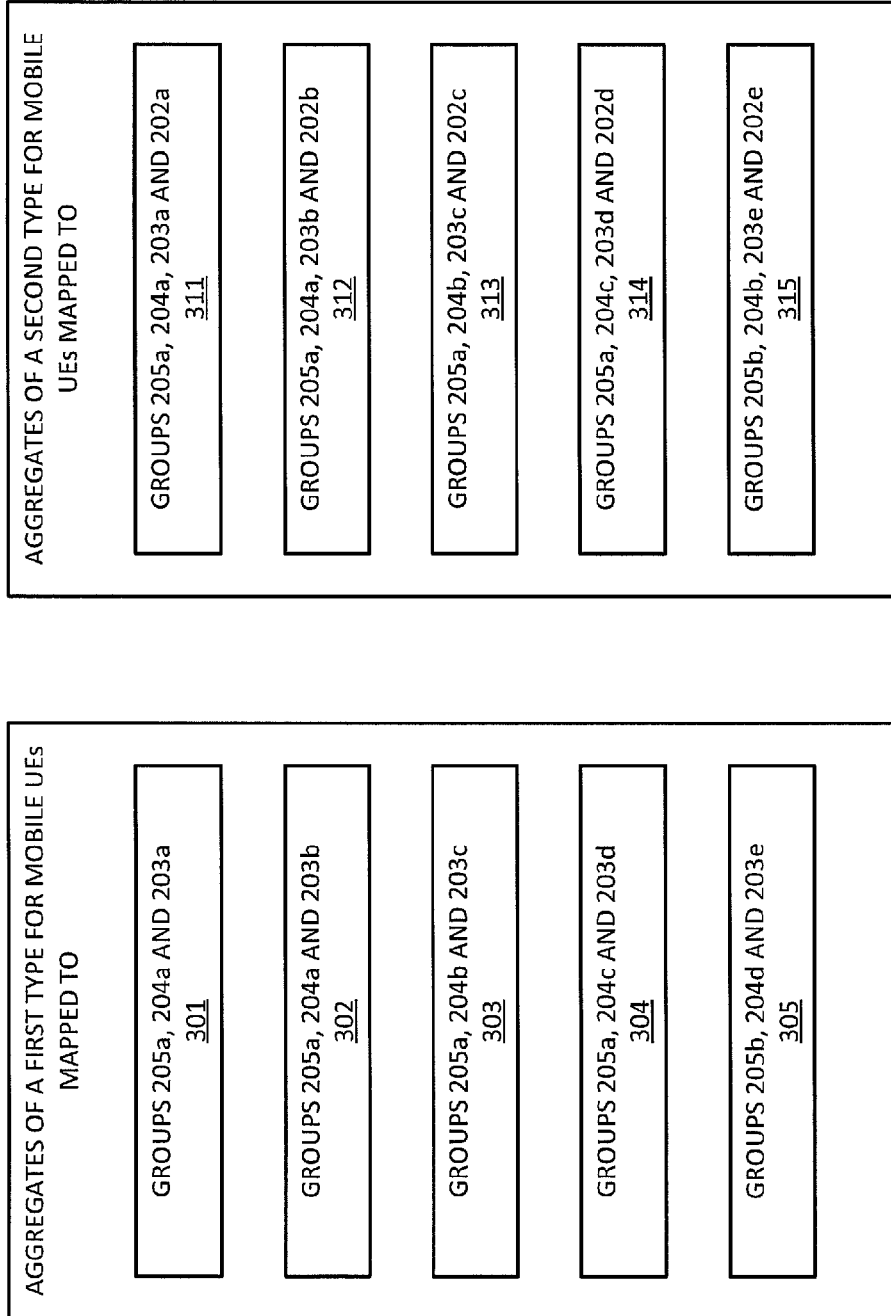 AGGREGATES OF A FIRST TYPE FOR MOBILE UEs
MAPPED TO
GROUPS 205a, 204a AND 203a
301
GROUPS 205a, 204a AND 203b
302
GROUPS 205a, 204b AND 203c
303
GROUPS 205a, 204c AND 203d
304
GROUPS 205b, 204d AND 203e
305
AGGREGATES OF A SECOND TYPE FOR MOBILE
UEs MAPPED TO
GROUPS 205a, 204a, 203a AND 202a
311
GROUPS 205a, 204a, 203b AND 202b
312
GROUPS 205a, 204b, 203c AND 202c
313
GROUPS 205a, 204c, 203d AND 202d
314
GROUPS 205b, 204b, 203e AND 202e
315